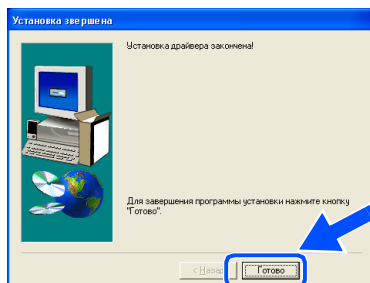 Установка звершена
Установка драйвера закончена!
Для завершения программы установки нажмите кнопку
"Готово".
< Назад
Готово